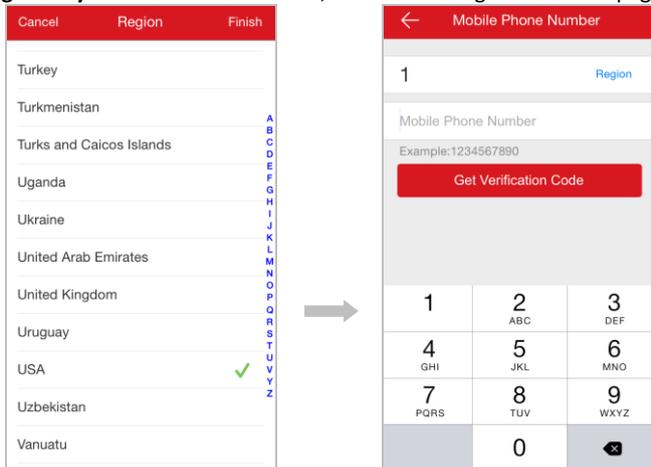 Cancel Region Finish
Turkey
Turkmenistan
Turks and Caicos Islands
Uganda
Ukraine
United Arab Emirates
United Kingdom
Uruguay
USA
Uzbekistan
Vanuatu
A
B
C
D
E
F
G
H
I
J
K
L
M
N
O
P
Q
R
S
T
U
V
Y
Z
Mobile Phone Number
1 Region
Mobile Phone Number
Example:1234567890
Get Verification Code
1 2 3
ABC DEF
4 5 6
GHI JKL MNO
7 8 9
PQRS TUV WXYZ
0